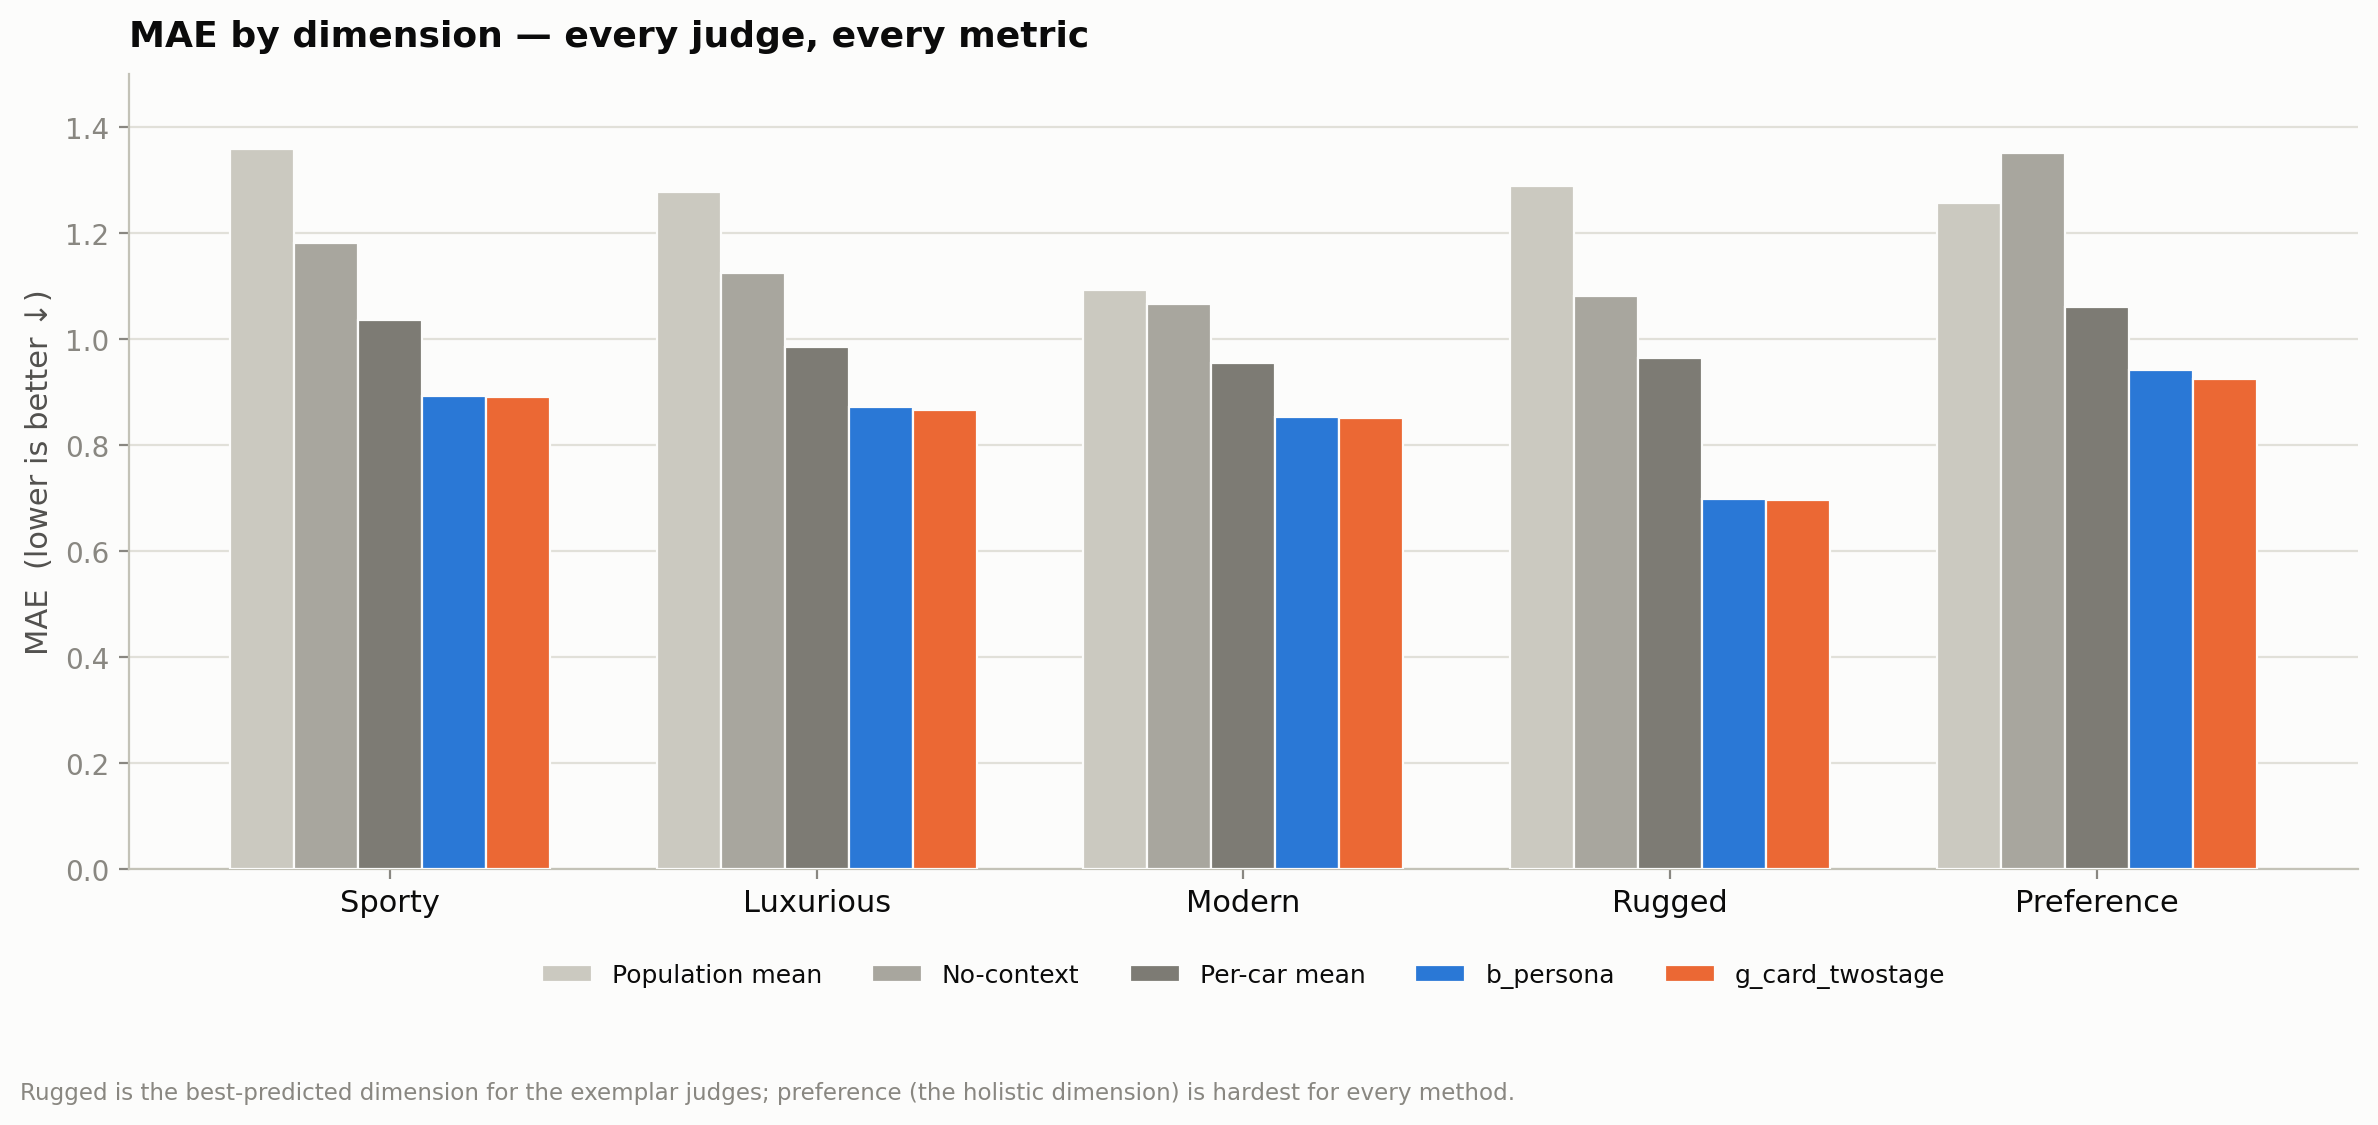 MAE by dimension — every judge, every metric
MAE (lower is better ↓)
1.4
1.2
1.0
0.8
0.6
0.4
0.2
0.0
Sporty Luxurious Modern Rugged Preference
Population mean No-context Per-car mean b_persona g_card_twostage
Rugged is the best-predicted dimension for the exemplar judges; preference (the holistic dimension) is hardest for every method.